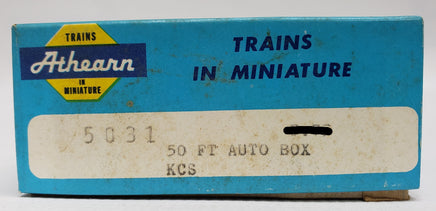 TRAINS
Athearn
IN
MINIATURE
TRAINS
IN MINIATURE
5031
50 FT AUTO BOX
KCS